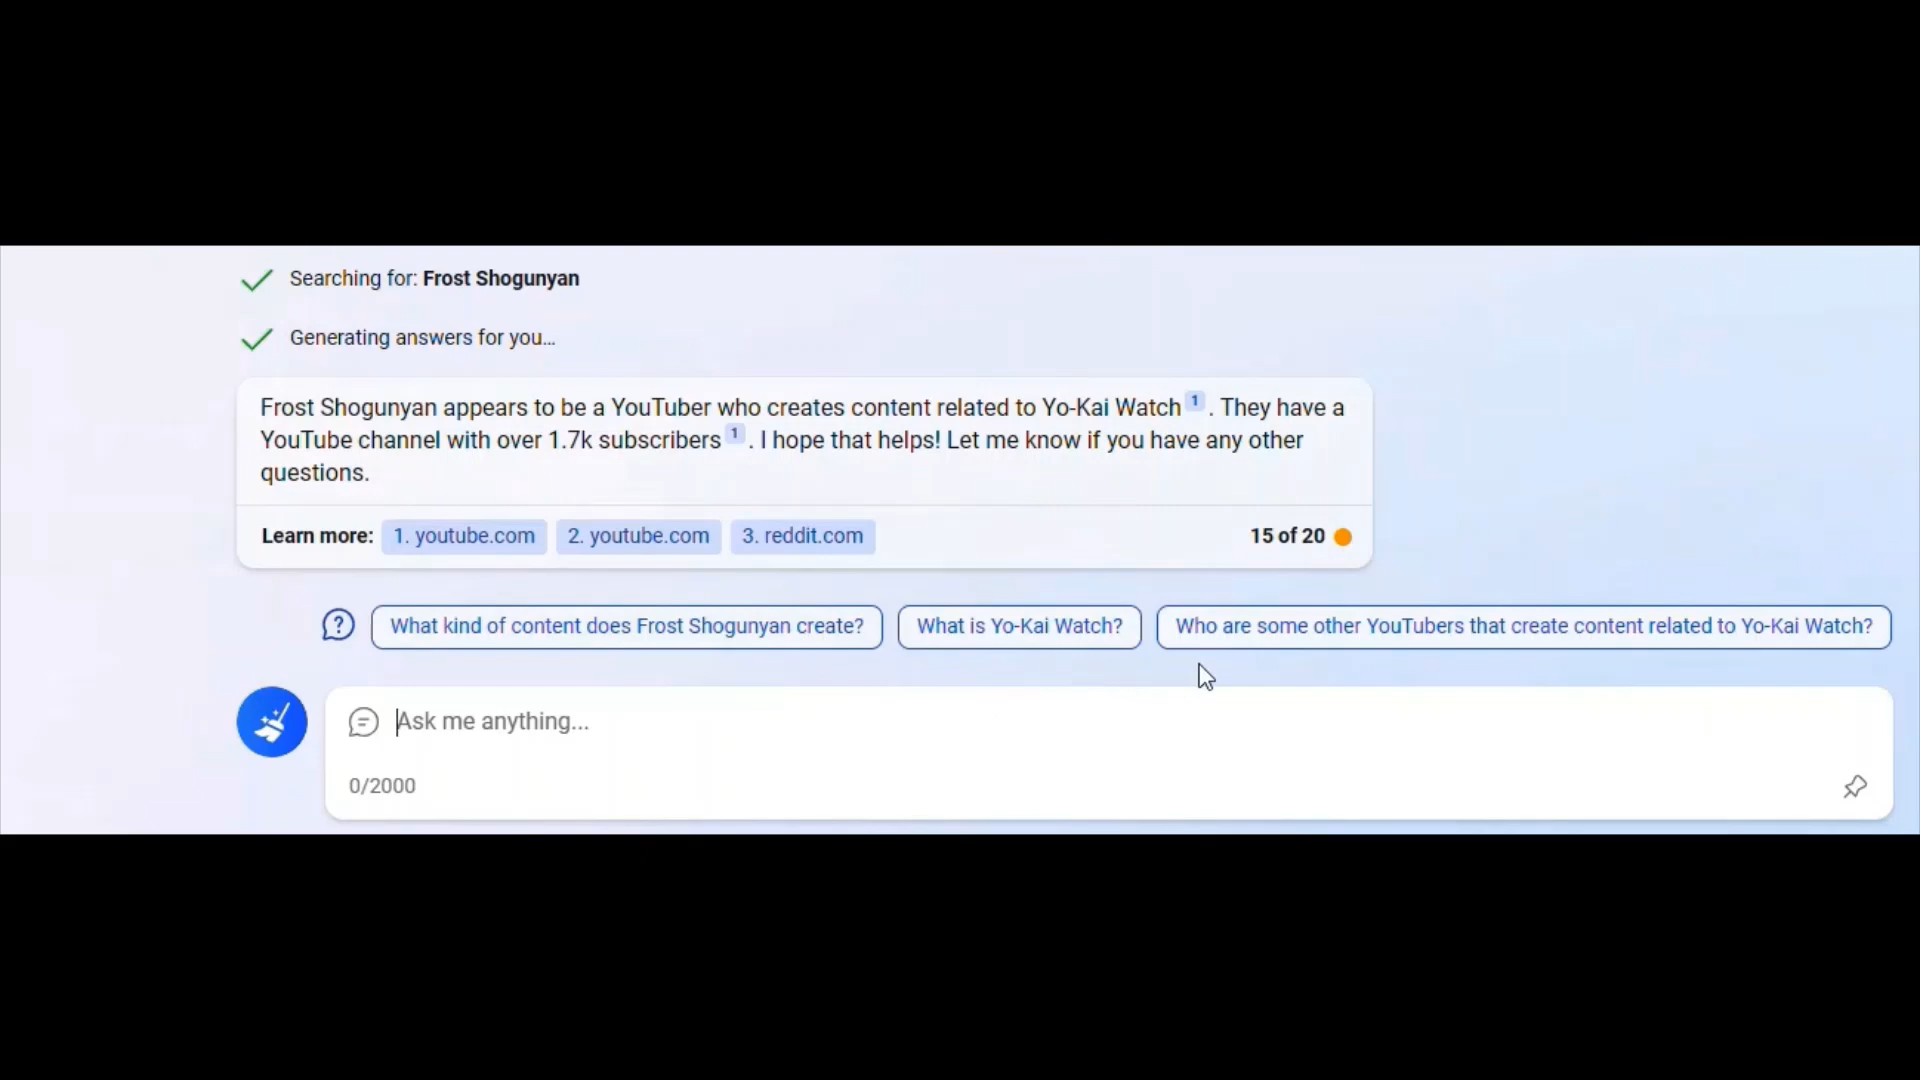 Searching for: Frost Shogunyan
Generating answers for you...
Frost Shogunyan appears to be a YouTuber who creates content related to Yo-Kai Watch 1 . They have a
YouTube channel with over 1.7k subscribers 1 . I hope that helps! Let me know if you have any other
questions.
Learn more: 1. youtube.com 2. youtube.com 3. reddit.com 15 of 20
What kind of content does Frost Shogunyan create? What is Yo-Kai Watch? Who are some other YouTubers that create content related to Yo-Kai Watch?
Ask me anything...
0/2000